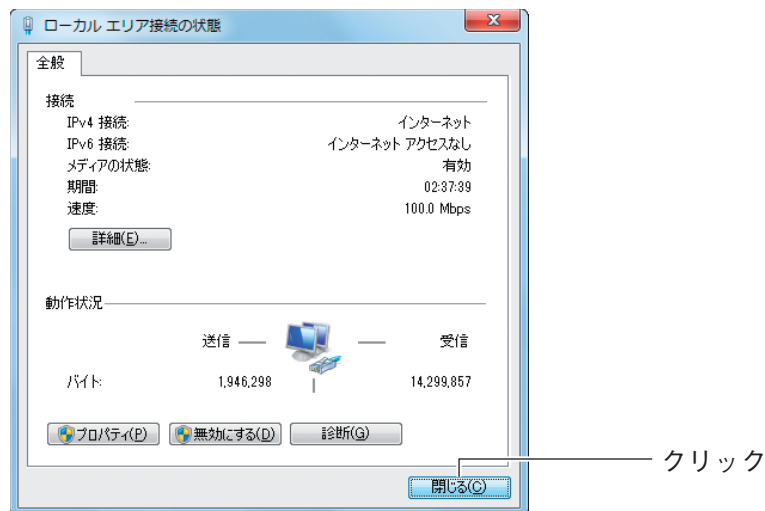 ローカル エリア接続の状態
全般
接続
IPv4 接続: インターネット
IPv6 接続: インターネット アクセスなし
メディアの状態: 有効
期間: 02:37:39
速度: 100.0 Mbps
詳細(E)...
動作状況
送信 受信
バイト: 1,946,298 14,299,857
プロパティ(P) 無効にする(D) 診断(G)
閉じる(C) クリック